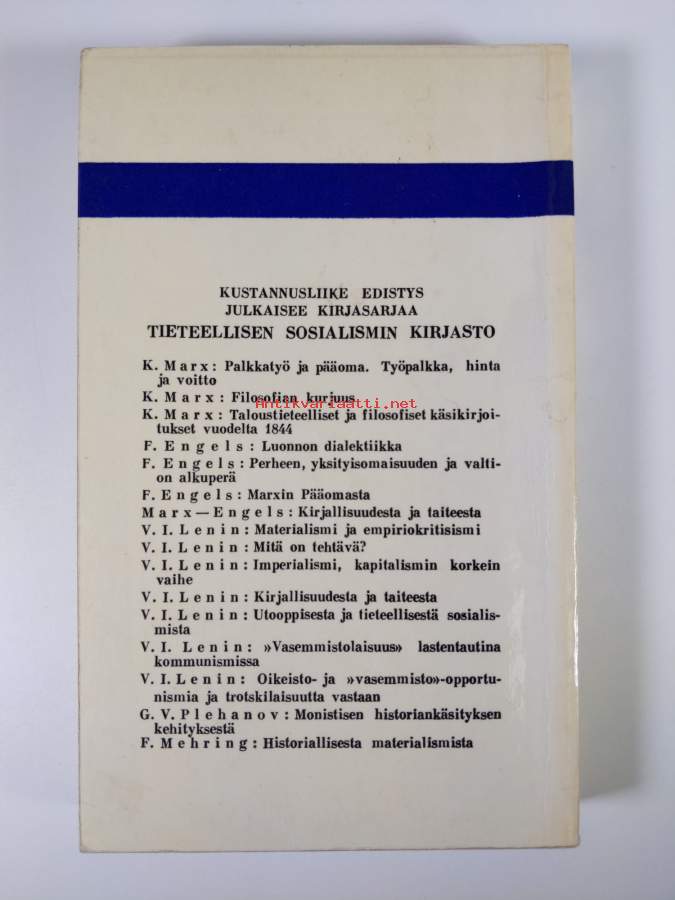 KUSTANNUSLIIKE EDISTYS
JULKAISEE KIRJASARJAA
TIETEELLISEN SOSIALISMIN KIRJASTO
K. Marx: Palkkatyö ja pääoma. Työpalkka, hinta
ja voitto
K. Marx: Filosofian kurjuus
Antikvariaatti.net
K. Marx: Taloustieteelliset ja filosofiset käsikirjoi-
tukset vuodelta 1844
F. Engels: Luonnon dialektiikka
F. Engels: Perheen, yksityisomaisuuden ja valti-
on alkuperä
F. Engels: Marxin Pääomasta
Marx—Engels: Kirjallisuudesta ja taiteesta
V. I. Lenin: Materialismi ja empiriokritisismi
V. I. Lenin: Mitä on tehtävä?
V. I. Lenin: Imperialismi, kapitalismin korkein
vaihe
V. I. Lenin: Kirjallisuudesta ja taiteesta
V. I. Lenin: Utooppisesta ja tieteellisestä sosialis-
mista
V. I. Lenin: »Vasemmistolaisuus» lastentautina
kommunismissa
V. I. Lenin: Oikeisto- ja »vasemmisto»-opportu-
nismia ja trotskilaisuutta vastaan
G. V. Plehanov: Monistisen historiankäsityksen
kehityksestä
F. Mehring: Historiallisesta materialismista